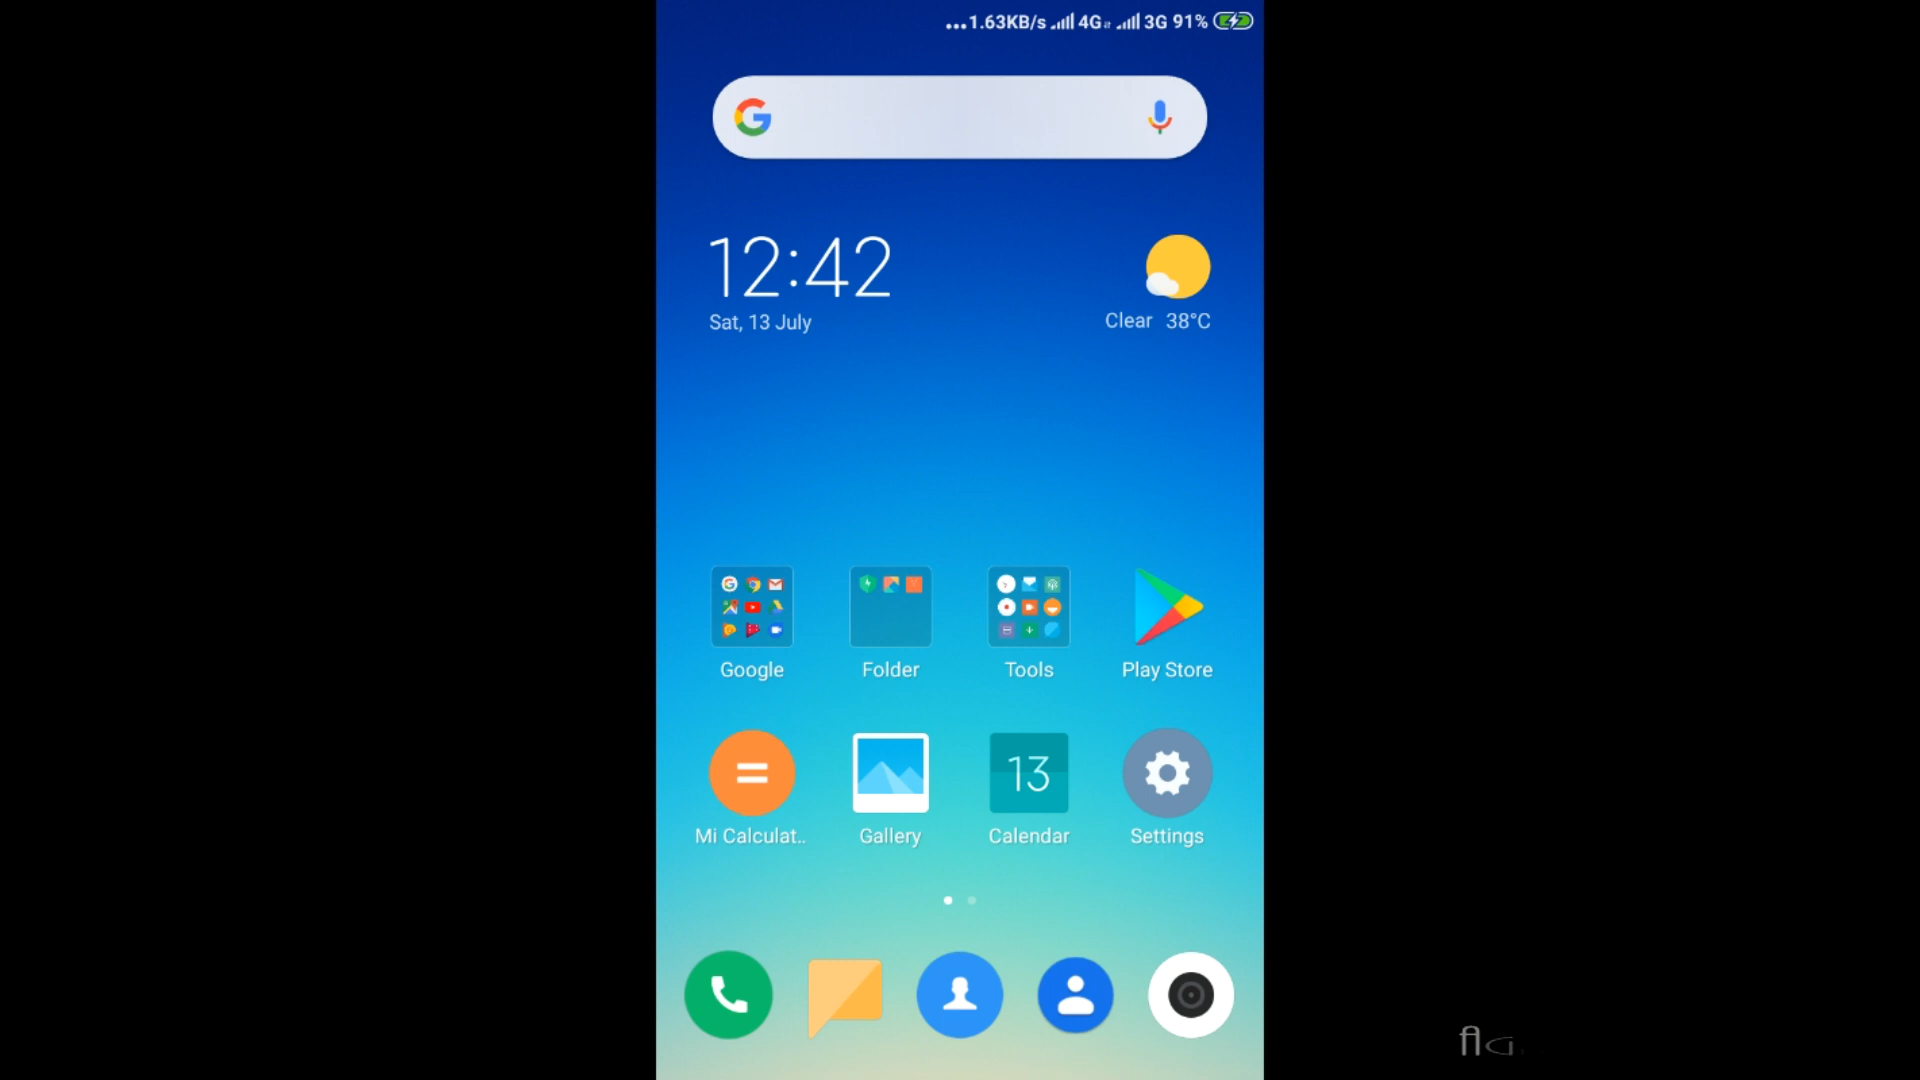 ...1.63KB/s 4G 3G 91%
12:42
Sat, 13 July
Clear 38°C
Google Folder Tools Play Store
13
Mi Calculat.. Gallery Calendar Settings